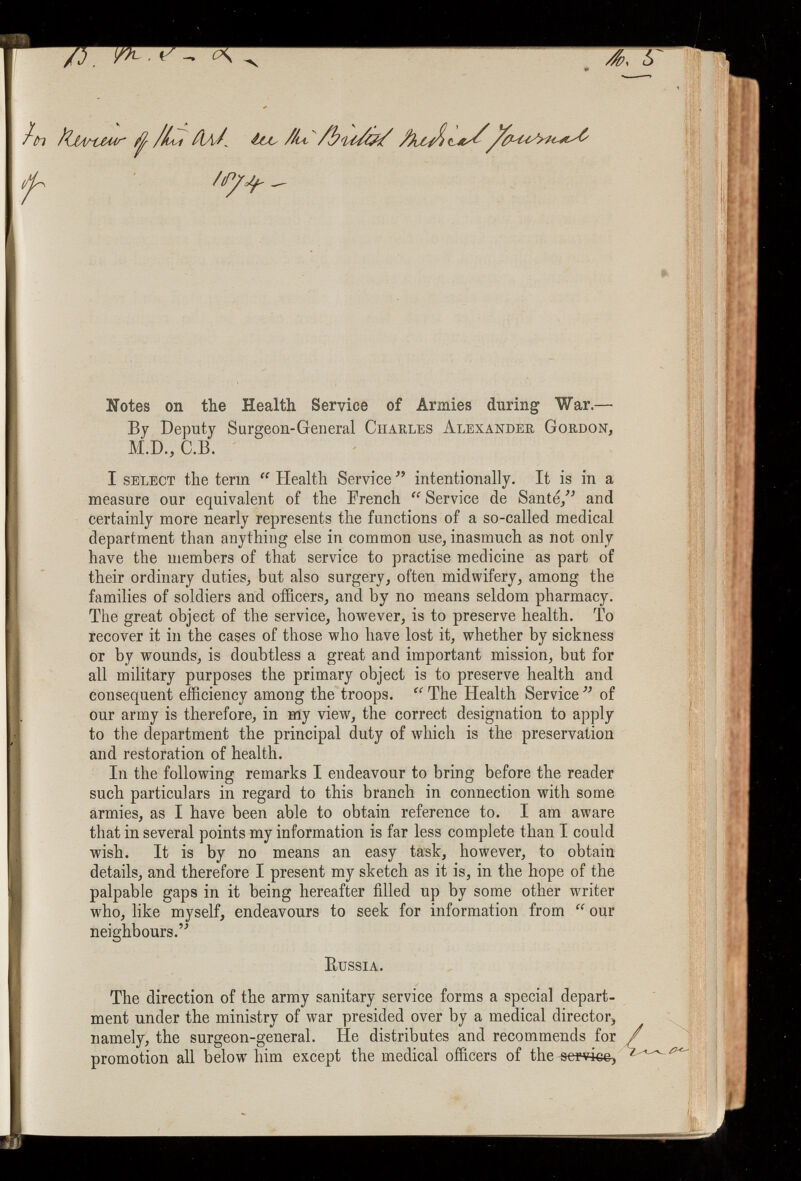 No. 5
For Review of this Art. see the British Medical Journal
of 1874 -
Notes on the Health Service of Armies during War.—
By Deputy Surgeon-General Charles Alexander Gordon,
M.D., C.B.
I select the term “Health Service” intentionally. It is in a
measure our equivalent of the French “Service de Santé,” and
certainly more nearly represents the functions of a so-called medical
department than anything else in common use, inasmuch as not only
have the members of that service to practise medicine as part of
their ordinary duties, but also surgery, often midwifery, among the
families of soldiers and officers, and by no means seldom pharmacy.
The great object of the service, however, is to preserve health. To
recover it in the cases of those who have lost it, whether by sickness
or by wounds, is doubtless a great and important mission, but for
all military purposes the primary object is to preserve health and
consequent efficiency among the troops. “The Health Service” of
our army is therefore, in my view, the correct designation to apply
to the department the principal duty of which is the preservation
and restoration of health.
In the following remarks I endeavour to bring before the reader
such particulars in regard to this branch in connection with some
armies, as I have been able to obtain reference to. I am aware
that in several points my information is far less complete than I could
wish. It is by no means an easy task, however, to obtain
details, and therefore I present my sketch as it is, in the hope of the
palpable gaps in it being hereafter filled up by some other writer
who, like myself, endeavours to seek for information from “our
neighbours.”
Russia.
The direction of the army sanitary service forms a special depart-
ment under the ministry of war presided over by a medical director,
namely, the surgeon-general. He distributes and recommends for
promotion all below him except the medical officers of the service,